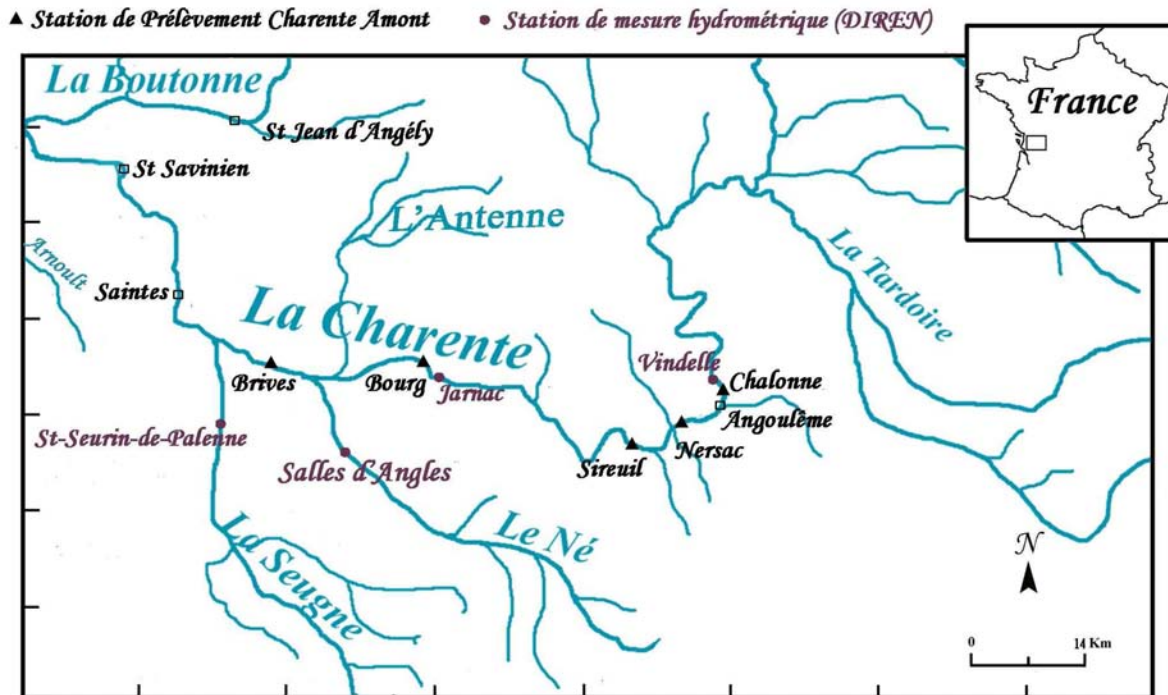 ▲ Station de Prélèvement Charente Amont • Station de mesure hydrométrique (DIREN)
La Boutonne
France
St Jean d'Angély
St Savinien
L'Antenne
Arnoult
La Tardoire
Saintes
La Charente
Vindelle
Brives
Bourg
Jarnac
Chalonne
Angoulême
St-Seurin-de-Palenne
Nersac
Sireuil
Salles d'Angles
Le Né
La Seugne
N
0 14 Km